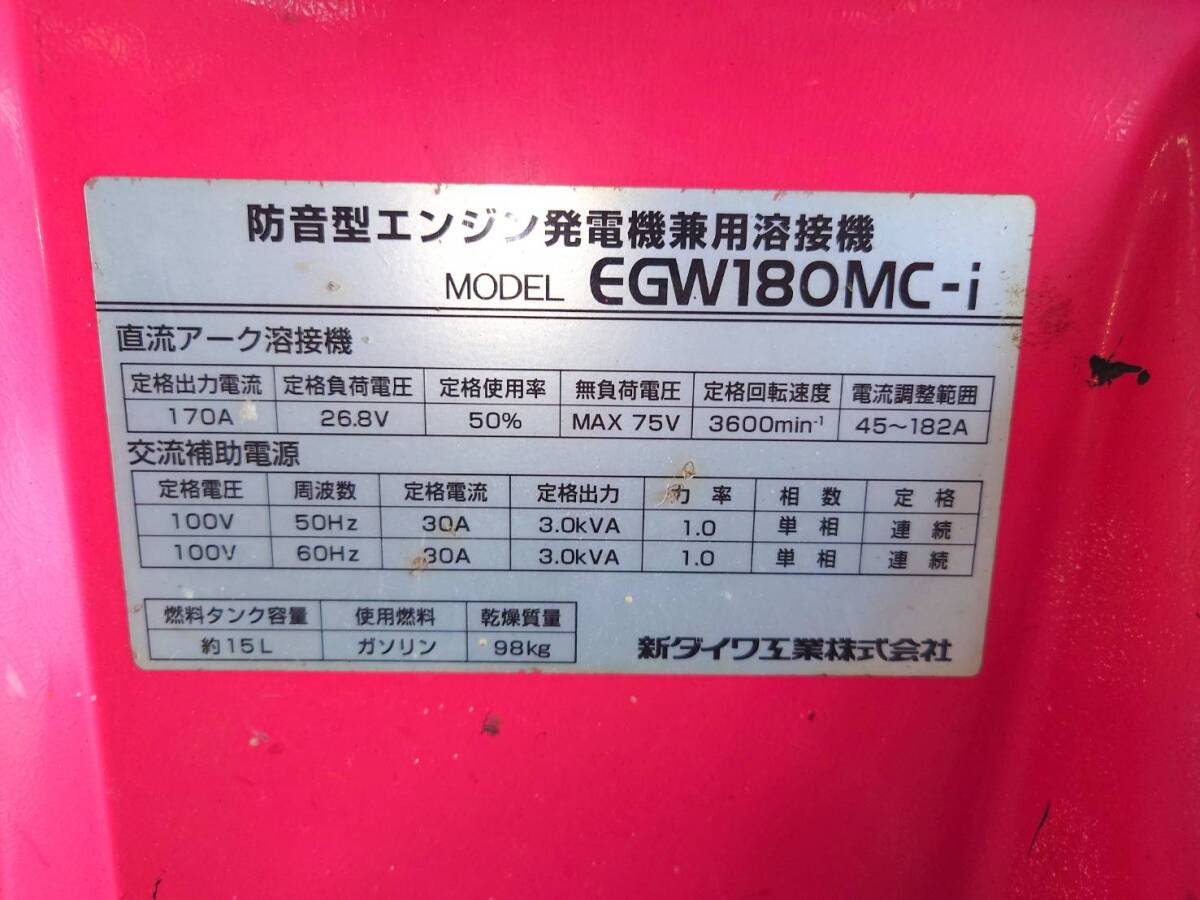 防音型エンジン発電機兼用溶接機
MODEL EGW180MC-i
直流アーク溶接機
定格出力電流 定格負荷電圧 定格使用率 無負荷電圧 定格回転速度 電流調整範囲
170A 26.8V 50% MAX 75V 3600min⁻¹ 45～182A
交流補助電源
定格電圧 周波数 定格電流 定格出力 力率 相数 定格
100V 50Hz 30A 3.0kVA 1.0 単相 連続
100V 60Hz 30A 3.0kVA 1.0 単相 連続
燃料タンク容量 使用燃料 乾燥質量
約15L ガソリン 98kg
新ダイワ工業株式会社